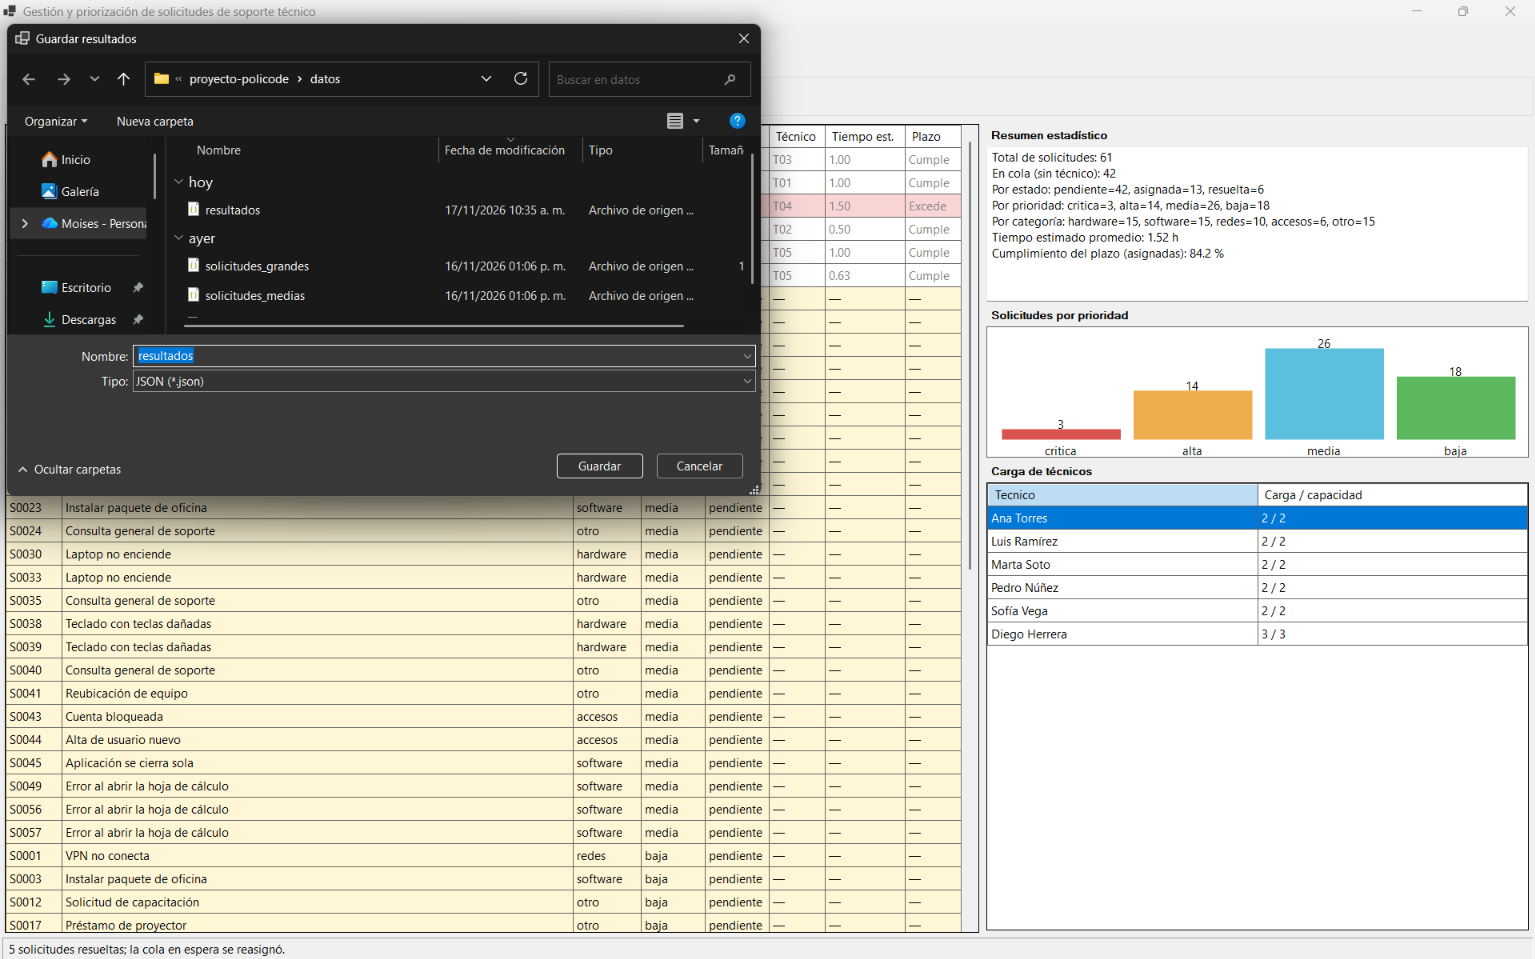 Gestión y priorización de solicitudes de soporte técnico
Guardar resultados
« proyecto-policode › datos
Buscar en datos
Organizar
Nueva carpeta
Inicio
Galería
Moises - Persona
Escritorio
Descargas
Nombre Fecha de modificación Tipo Tamañ
hoy
resultados 17/11/2026 10:35 a. m. Archivo de origen ...
ayer
solicitudes_grandes 16/11/2026 01:06 p. m. Archivo de origen ... 1
solicitudes_medias 16/11/2026 01:06 p. m. Archivo de origen ...
Nombre: resultados
Tipo: JSON (*.json)
Ocultar carpetas
Guardar
Cancelar
Técnico Tiempo est. Plazo
T03 1.00 Cumple
T01 1.00 Cumple
T04 1.50 Excede
T02 0.50 Cumple
T05 1.00 Cumple
T05 0.63 Cumple
— — —
— — —
— — —
— — —
— — —
— — —
— — —
— — —
— — —
S0023 Instalar paquete de oficina software media pendiente — — —
S0024 Consulta general de soporte otro media pendiente — — —
S0030 Laptop no enciende hardware media pendiente — — —
S0033 Laptop no enciende hardware media pendiente — — —
S0035 Consulta general de soporte otro media pendiente — — —
S0038 Teclado con teclas dañadas hardware media pendiente — — —
S0039 Teclado con teclas dañadas hardware media pendiente — — —
S0040 Consulta general de soporte otro media pendiente — — —
S0041 Reubicación de equipo otro media pendiente — — —
S0043 Cuenta bloqueada accesos media pendiente — — —
S0044 Alta de usuario nuevo accesos media pendiente — — —
S0045 Aplicación se cierra sola software media pendiente — — —
S0049 Error al abrir la hoja de cálculo software media pendiente — — —
S0056 Error al abrir la hoja de cálculo software media pendiente — — —
S0057 Error al abrir la hoja de cálculo software media pendiente — — —
S0001 VPN no conecta redes baja pendiente — — —
S0003 Instalar paquete de oficina software baja pendiente — — —
S0012 Solicitud de capacitación otro baja pendiente — — —
S0017 Préstamo de proyector otro baja pendiente — — —
Resumen estadístico
Total de solicitudes: 61
En cola (sin técnico): 42
Por estado: pendiente=42, asignada=13, resuelta=6
Por prioridad: critica=3, alta=14, media=26, baja=18
Por categoría: hardware=15, software=15, redes=10, accesos=6, otro=15
Tiempo estimado promedio: 1.52 h
Cumplimiento del plazo (asignadas): 84.2 %
Solicitudes por prioridad
3 14 26 18
critica alta media baja
Carga de técnicos
Tecnico Carga / capacidad
Ana Torres 2 / 2
Luis Ramírez 2 / 2
Marta Soto 2 / 2
Pedro Núñez 2 / 2
Sofía Vega 2 / 2
Diego Herrera 3 / 3
5 solicitudes resueltas; la cola en espera se reasignó.